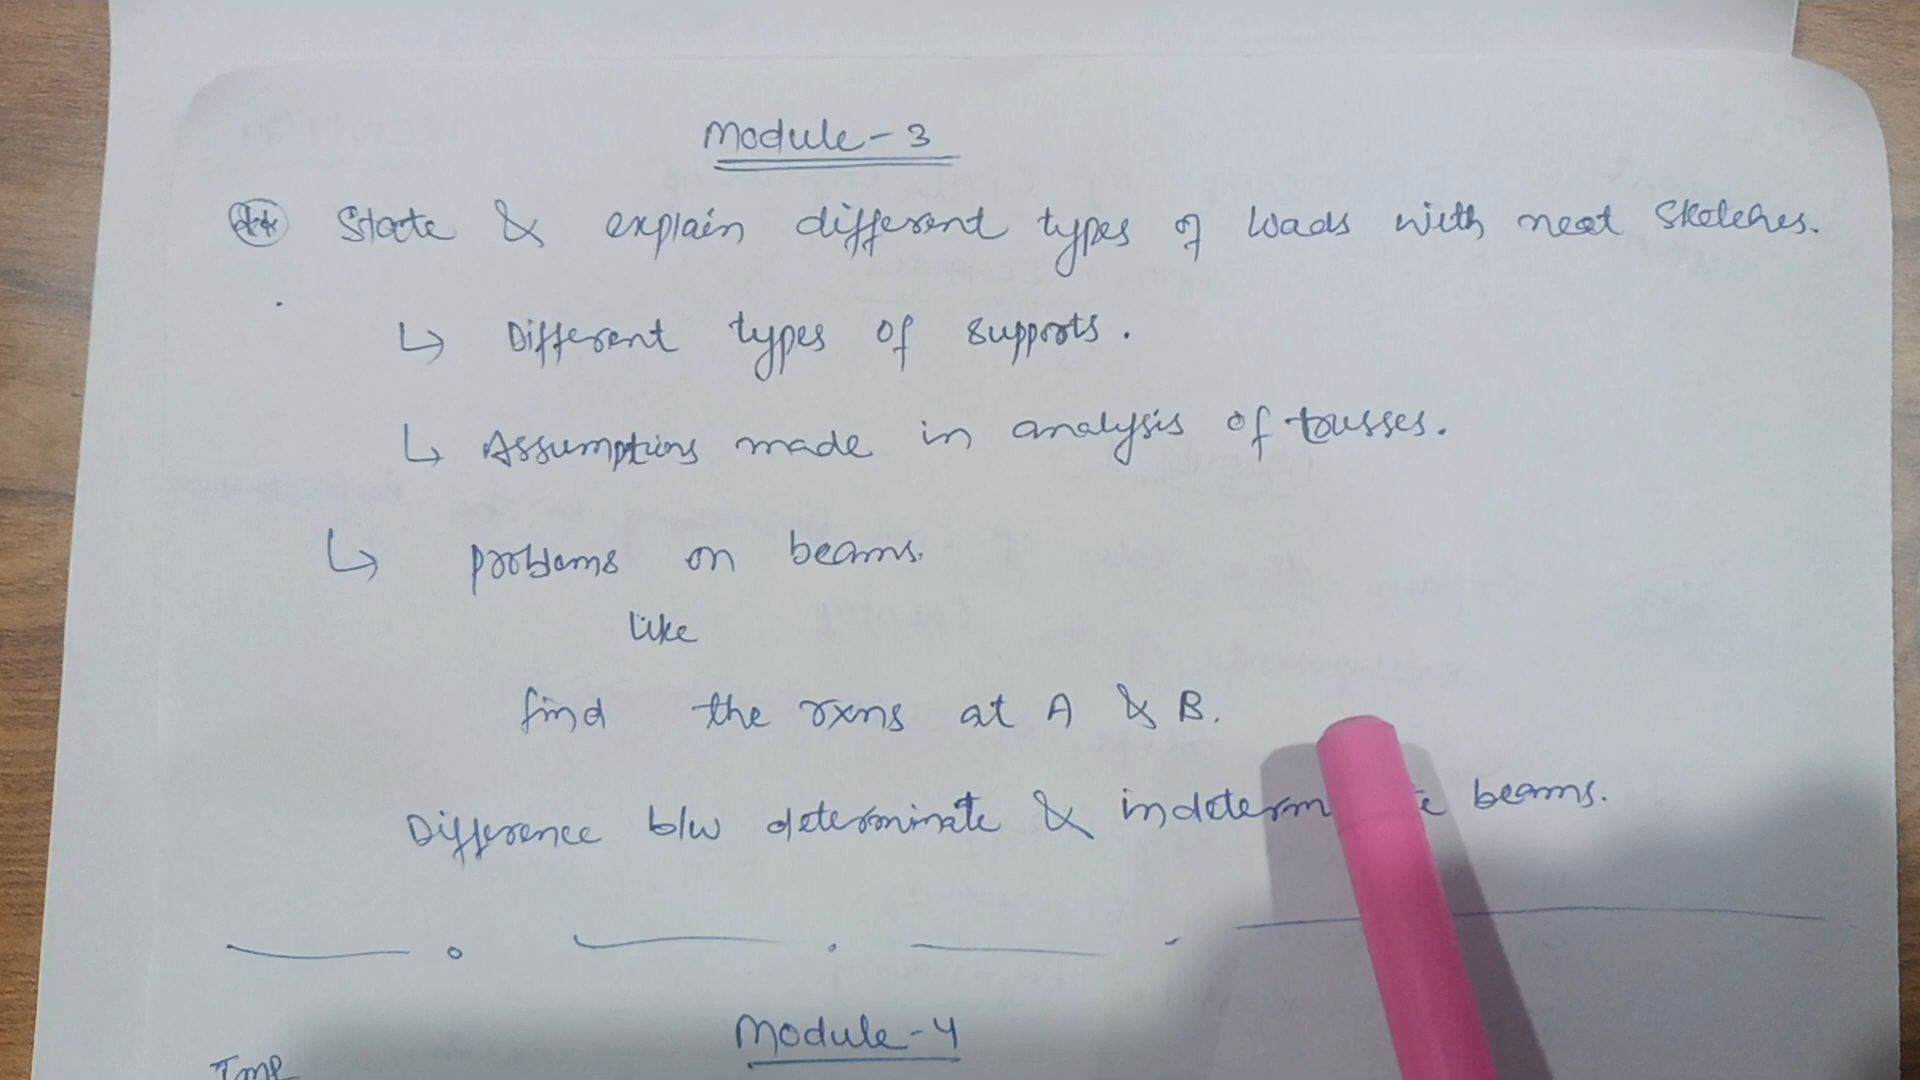 Module-3
** State & explain different types of loads with neat sketches.
↳ Different types of supports.
↳ Assumptions made in analysis of trusses.
↳ problems on beams.
like
find the rxns at A & B.
Difference b/w determinate & indeterm e beams.
Module-4
Imp